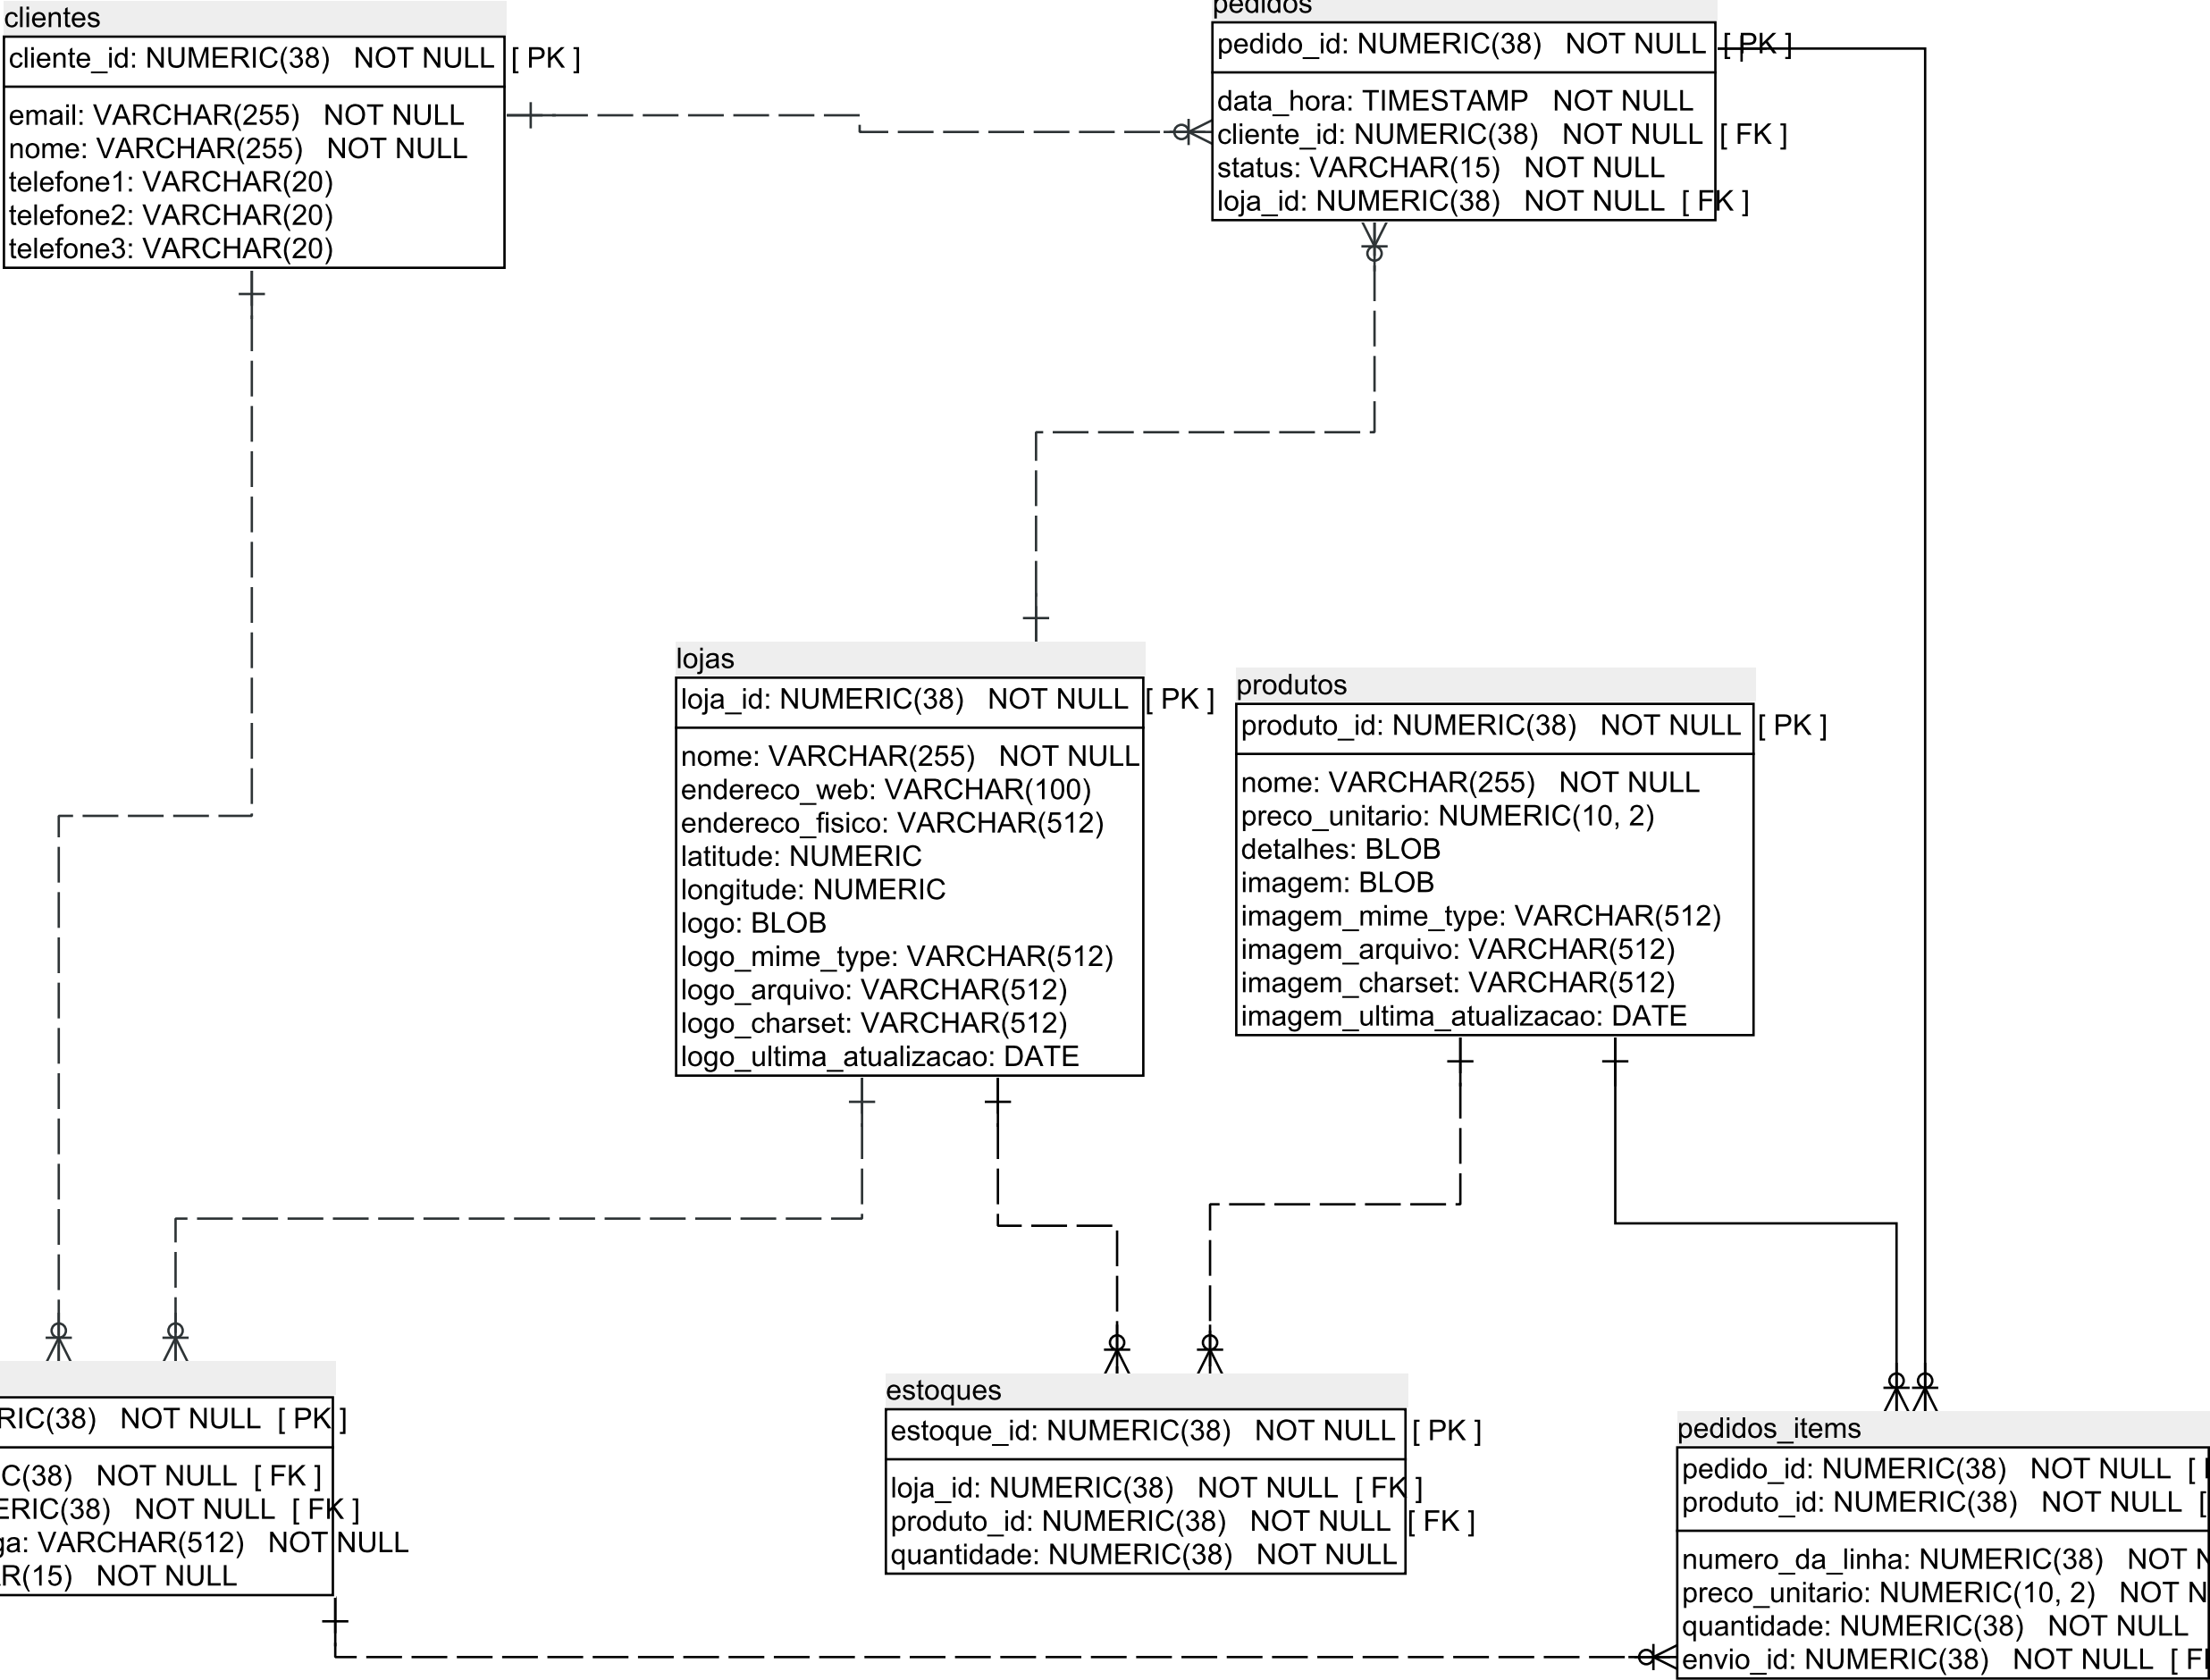 clientes
cliente_id: NUMERIC(38) NOT NULL [ PK ]
email: VARCHAR(255) NOT NULL
nome: VARCHAR(255) NOT NULL
telefone1: VARCHAR(20)
telefone2: VARCHAR(20)
telefone3: VARCHAR(20)
pedidos
pedido_id: NUMERIC(38) NOT NULL [ PK ]
data_hora: TIMESTAMP NOT NULL
cliente_id: NUMERIC(38) NOT NULL [ FK ]
status: VARCHAR(15) NOT NULL
loja_id: NUMERIC(38) NOT NULL [ FK ]
lojas
loja_id: NUMERIC(38) NOT NULL [ PK ]
nome: VARCHAR(255) NOT NULL
endereco_web: VARCHAR(100)
endereco_fisico: VARCHAR(512)
latitude: NUMERIC
longitude: NUMERIC
logo: BLOB
logo_mime_type: VARCHAR(512)
logo_arquivo: VARCHAR(512)
logo_charset: VARCHAR(512)
logo_ultima_atualizacao: DATE
produtos
produto_id: NUMERIC(38) NOT NULL [ PK ]
nome: VARCHAR(255) NOT NULL
preco_unitario: NUMERIC(10, 2)
detalhes: BLOB
imagem: BLOB
imagem_mime_type: VARCHAR(512)
imagem_arquivo: VARCHAR(512)
imagem_charset: VARCHAR(512)
imagem_ultima_atualizacao: DATE
RIC(38) NOT NULL [ PK ]
C(38) NOT NULL [ FK ]
ERIC(38) NOT NULL [ FK ]
ga: VARCHAR(512) NOT NULL
R(15) NOT NULL
estoques
estoque_id: NUMERIC(38) NOT NULL [ PK ]
loja_id: NUMERIC(38) NOT NULL [ FK ]
produto_id: NUMERIC(38) NOT NULL [ FK ]
quantidade: NUMERIC(38) NOT NULL
pedidos_items
pedido_id: NUMERIC(38) NOT NULL [
produto_id: NUMERIC(38) NOT NULL [
numero_da_linha: NUMERIC(38) NOT
preco_unitario: NUMERIC(10, 2) NOT
quantidade: NUMERIC(38) NOT NULL
envio_id: NUMERIC(38) NOT NULL [